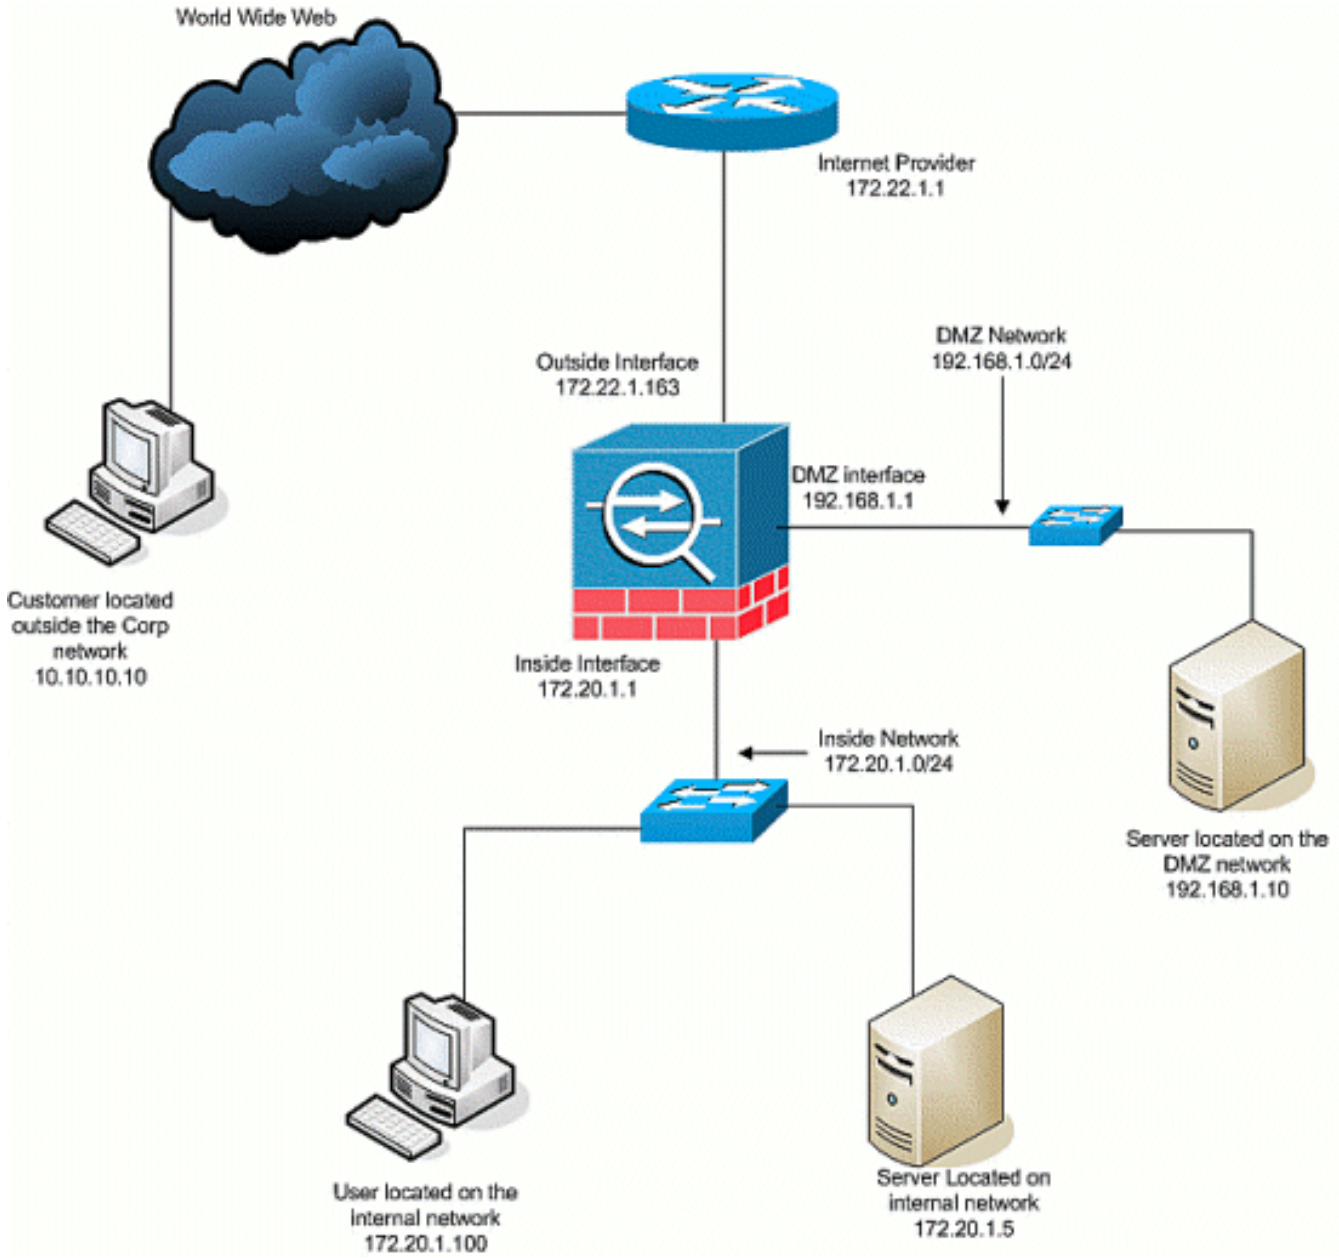 World Wide Web
Internet Provider
172.22.1.1
Outside Interface
172.22.1.163
DMZ Network
192.168.1.0/24
DMZ interface
192.168.1.1
Customer located
outside the Corp
network
10.10.10.10
Inside Interface
172.20.1.1
Inside Network
172.20.1.0/24
Server located on the
DMZ network
192.168.1.10
User located on the
internal network
172.20.1.100
Server Located on
internal network
172.20.1.5